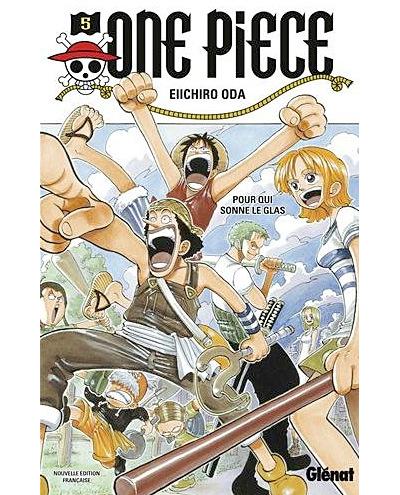 5
ONE PIECE
EIICHIRO ODA
POUR QUI
SONNE LE GLAS
NOUVELLE EDITION
FRANÇAISE
Glénat